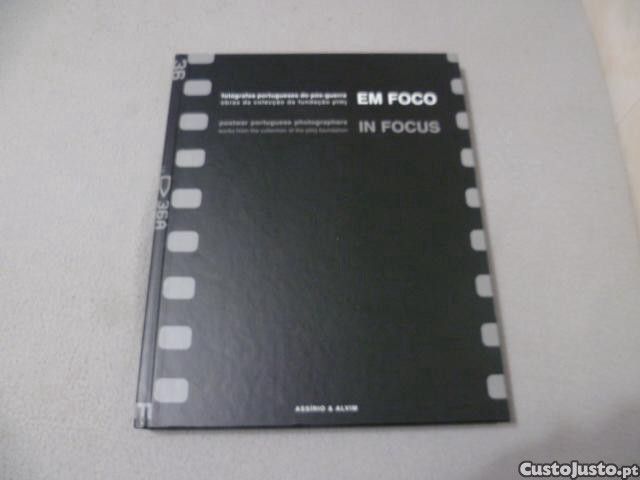 36
fotógrafos portugueses do pós-guerra
obras da colecção da fundação plmj
EM FOCO
postwar portuguese photographers
works from the collection of the plmj foundation
IN FOCUS
36A
ASSÍRIO & ALVIM
CustoJusto.pt